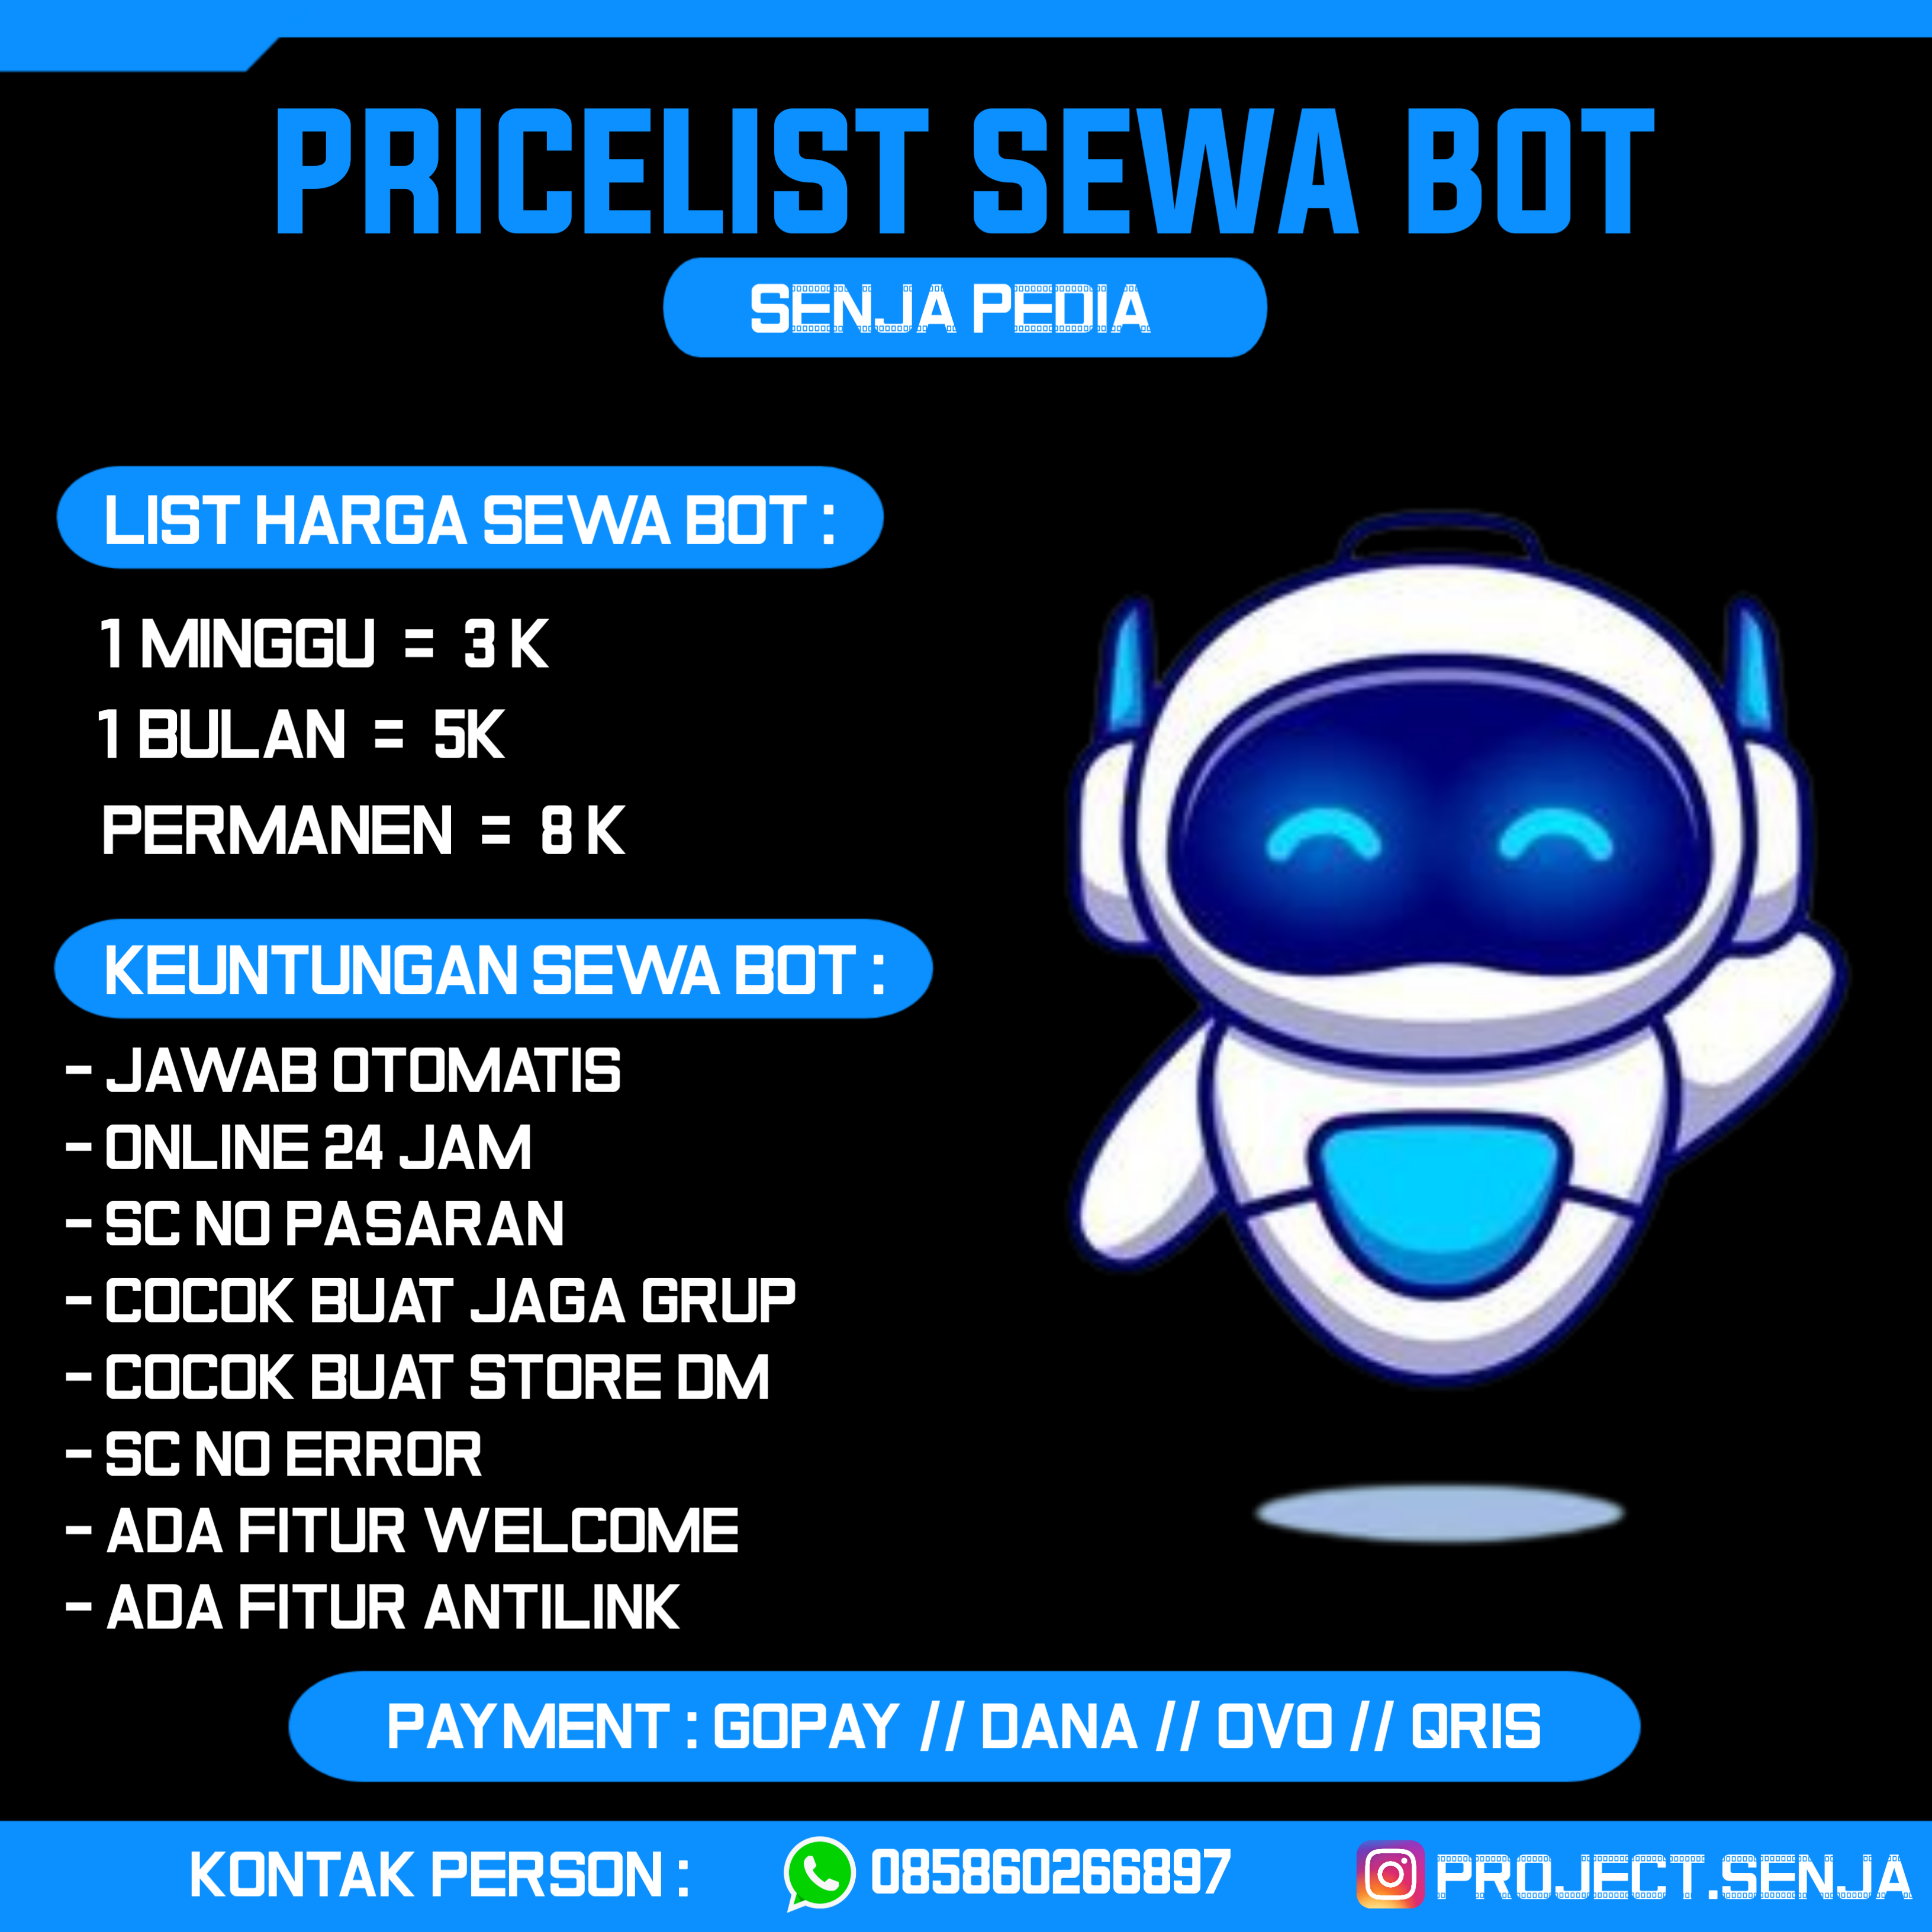 PRICELIST SEWA BOT
SENJA PEDIA
LIST HARGA SEWA BOT :
1 MINGGU = 3 K
1 BULAN = 5K
PERMANEN = 8 K
KEUNTUNGAN SEWA BOT :
- JAWAB OTOMATIS
- ONLINE 24 JAM
- SC NO PASARAN
- COCOK BUAT JAGA GRUP
- COCOK BUAT STORE DM
- SC NO ERROR
- ADA FITUR WELCOME
- ADA FITUR ANTILINK
PAYMENT : GOPAY // DANA // OVO // QRIS
KONTAK PERSON : 085860266897 PROJECT.SENJA